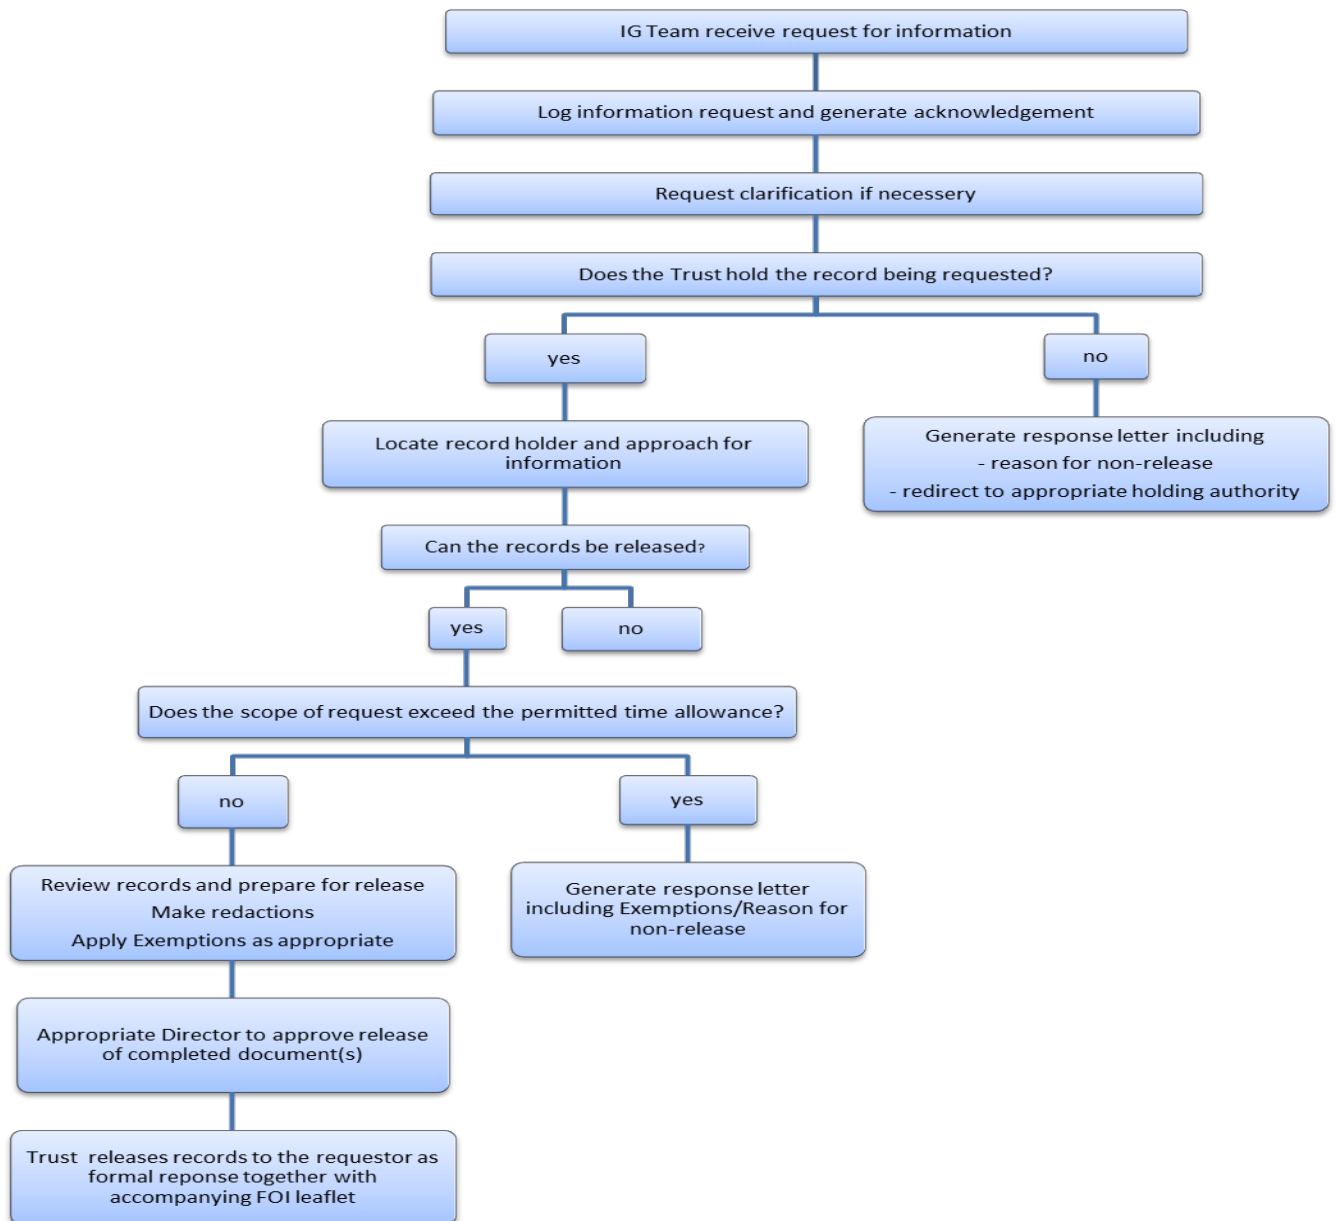 IG Team receive request for information
Log information request and generate acknowledgement
Request clarification if necessery
Does the Trust hold the record being requested?
yes
no
Locate record holder and approach for
information
Generate response letter including
- reason for non-release
- redirect to appropriate holding authority
Can the records be released?
yes
no
Does the scope of request exceed the permitted time allowance?
no
yes
Review records and prepare for release
Make redactions
Apply Exemptions as appropriate
Generate response letter
including Exemptions/Reason for
non-release
Appropriate Director to approve release
of completed document(s)
Trust releases records to the requestor as
formal reponse together with
accompanying FOI leaflet